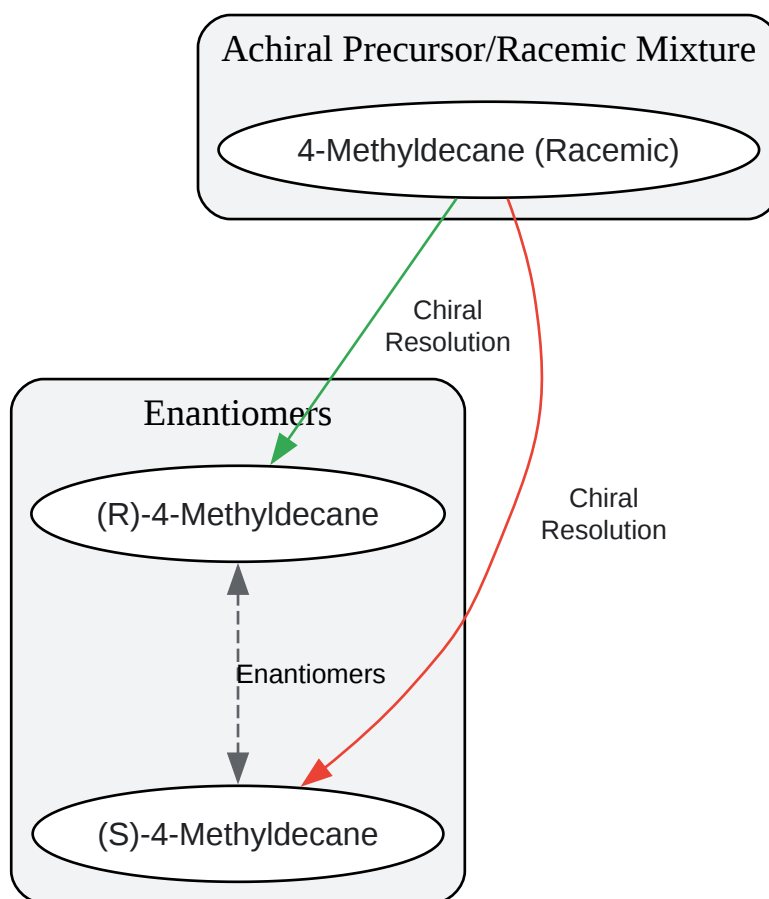 Achiral Precursor/Racemic Mixture
4-Methyldecane (Racemic)
Chiral
Resolution
Enantiomers
(R)-4-Methyldecane
Chiral
Resolution
Enantiomers
(S)-4-Methyldecane